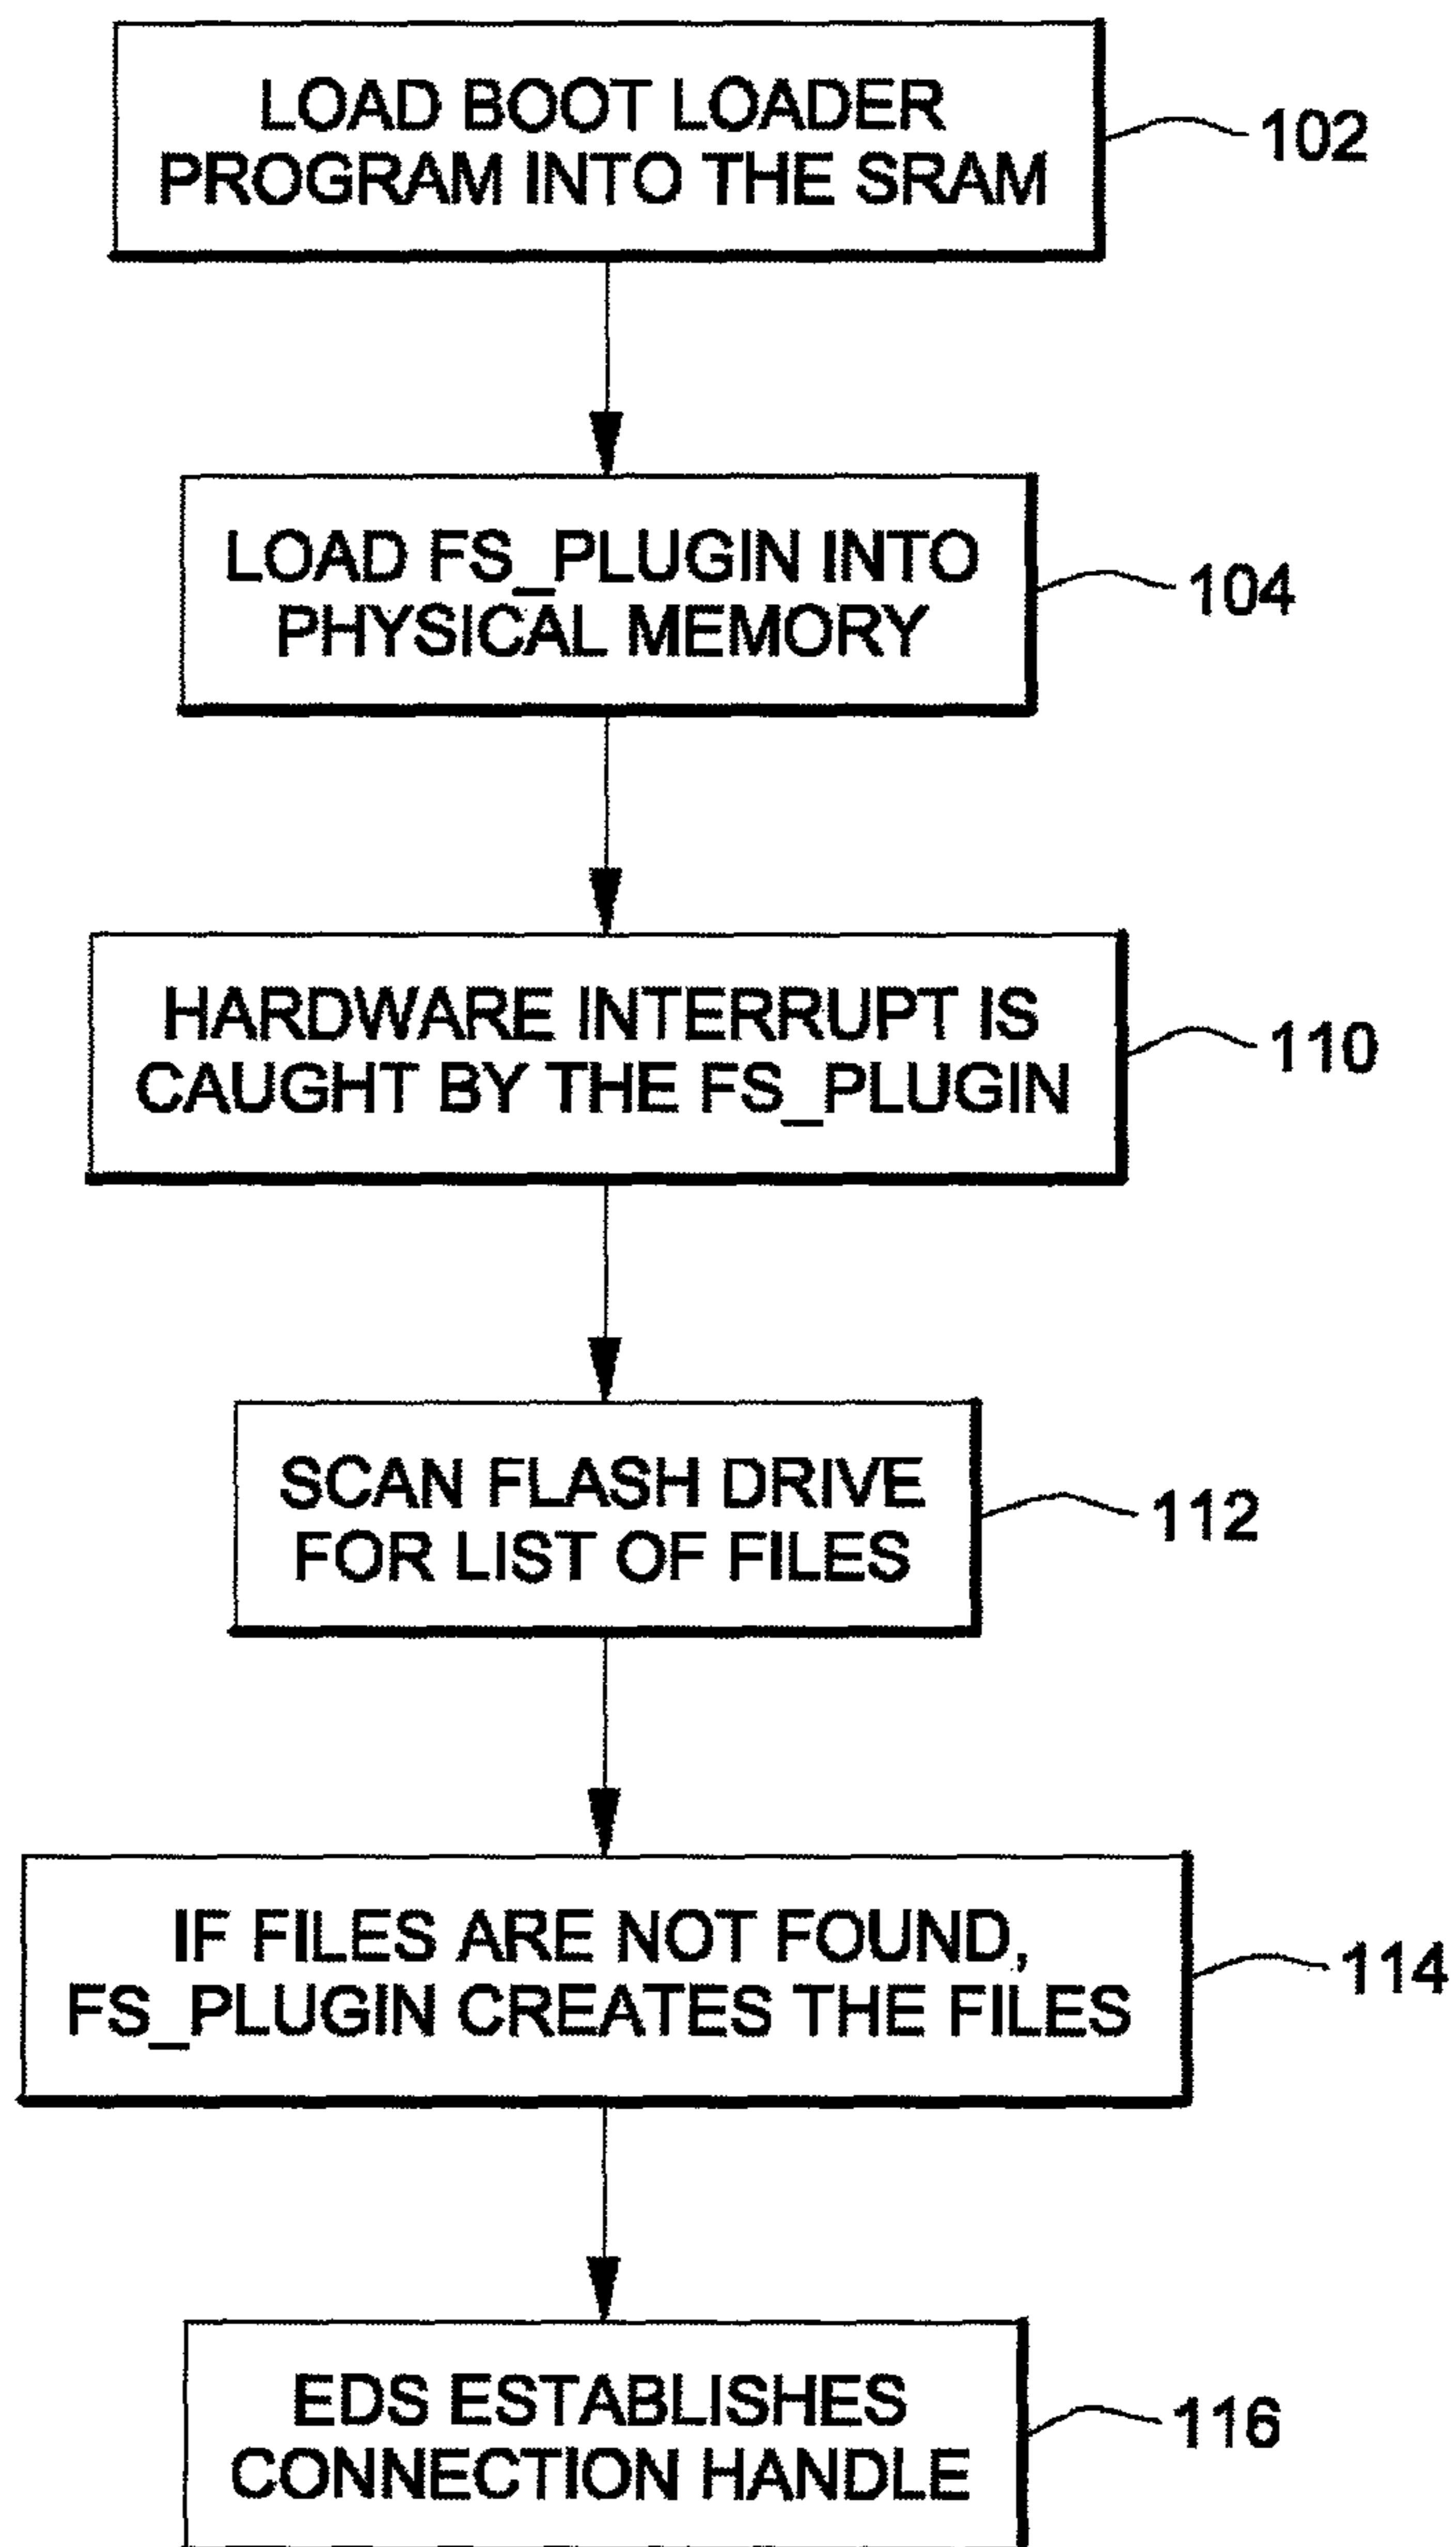 LOAD BOOT LOADER
PROGRAM INTO THE SRAM
102
LOAD FS_PLUGIN INTO
PHYSICAL MEMORY
104
HARDWARE INTERRUPT IS
CAUGHT BY THE FS_PLUGIN
110
SCAN FLASH DRIVE
FOR LIST OF FILES
112
IF FILES ARE NOT FOUND,
FS_PLUGIN CREATES THE FILES
114
EDS ESTABLISHES
CONNECTION HANDLE
116